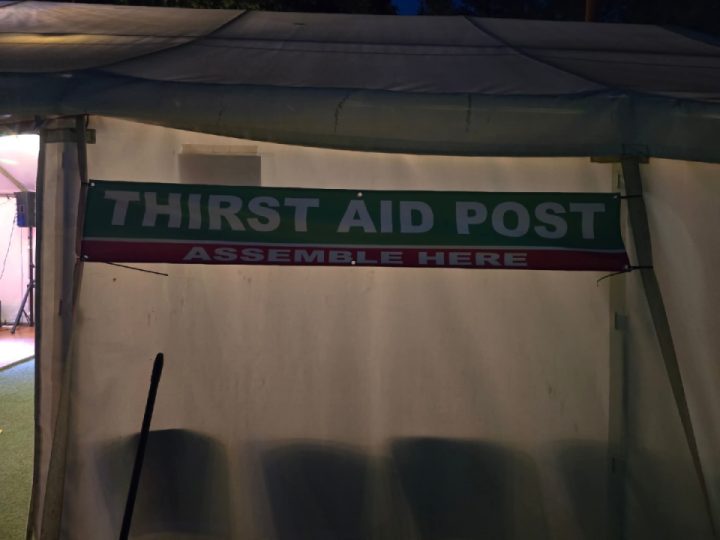 THIRST AID POST
ASSEMBLE HERE